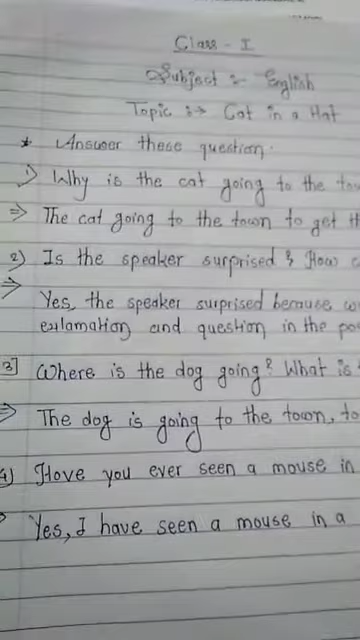 Class - I
Subject :- English
Topic :→ Cat in a Hat
* Answer these question.
1) Why is the cat going to the
⇒ The cat going to the town to get
2) Is the speaker surprised? How
⇒
Yes, the speaker surprised because
exlamation and question in the
3] Where is the dog going? What is
⇒ The dog is going to the town, to
4) Have you ever seen a mouse in
Yes, I have seen a mouse in a